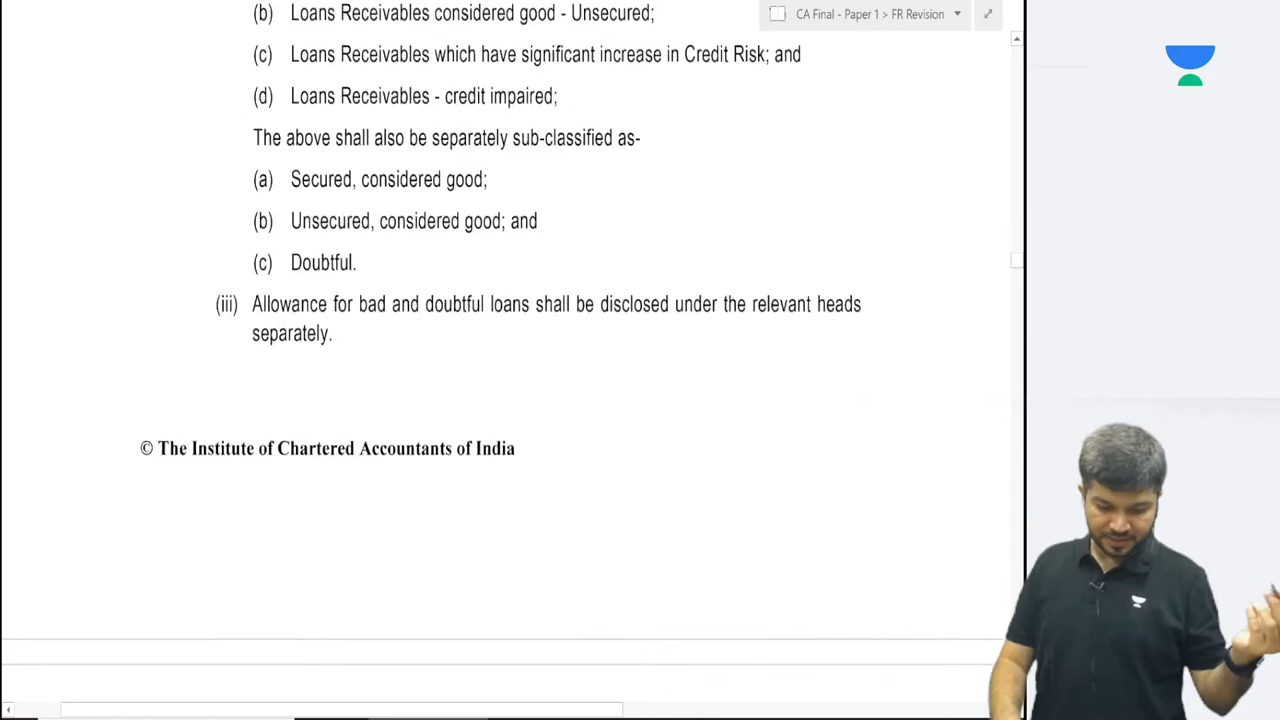 (b) Loans Receivables considered good - Unsecured;
CA Final - Paper 1 > FR Revision
(c) Loans Receivables which have significant increase in Credit Risk; and
(d) Loans Receivables - credit impaired;
The above shall also be separately sub-classified as-
(a) Secured, considered good;
(b) Unsecured, considered good; and
(c) Doubtful.
(iii) Allowance for bad and doubtful loans shall be disclosed under the relevant heads
separately.
© The Institute of Chartered Accountants of India